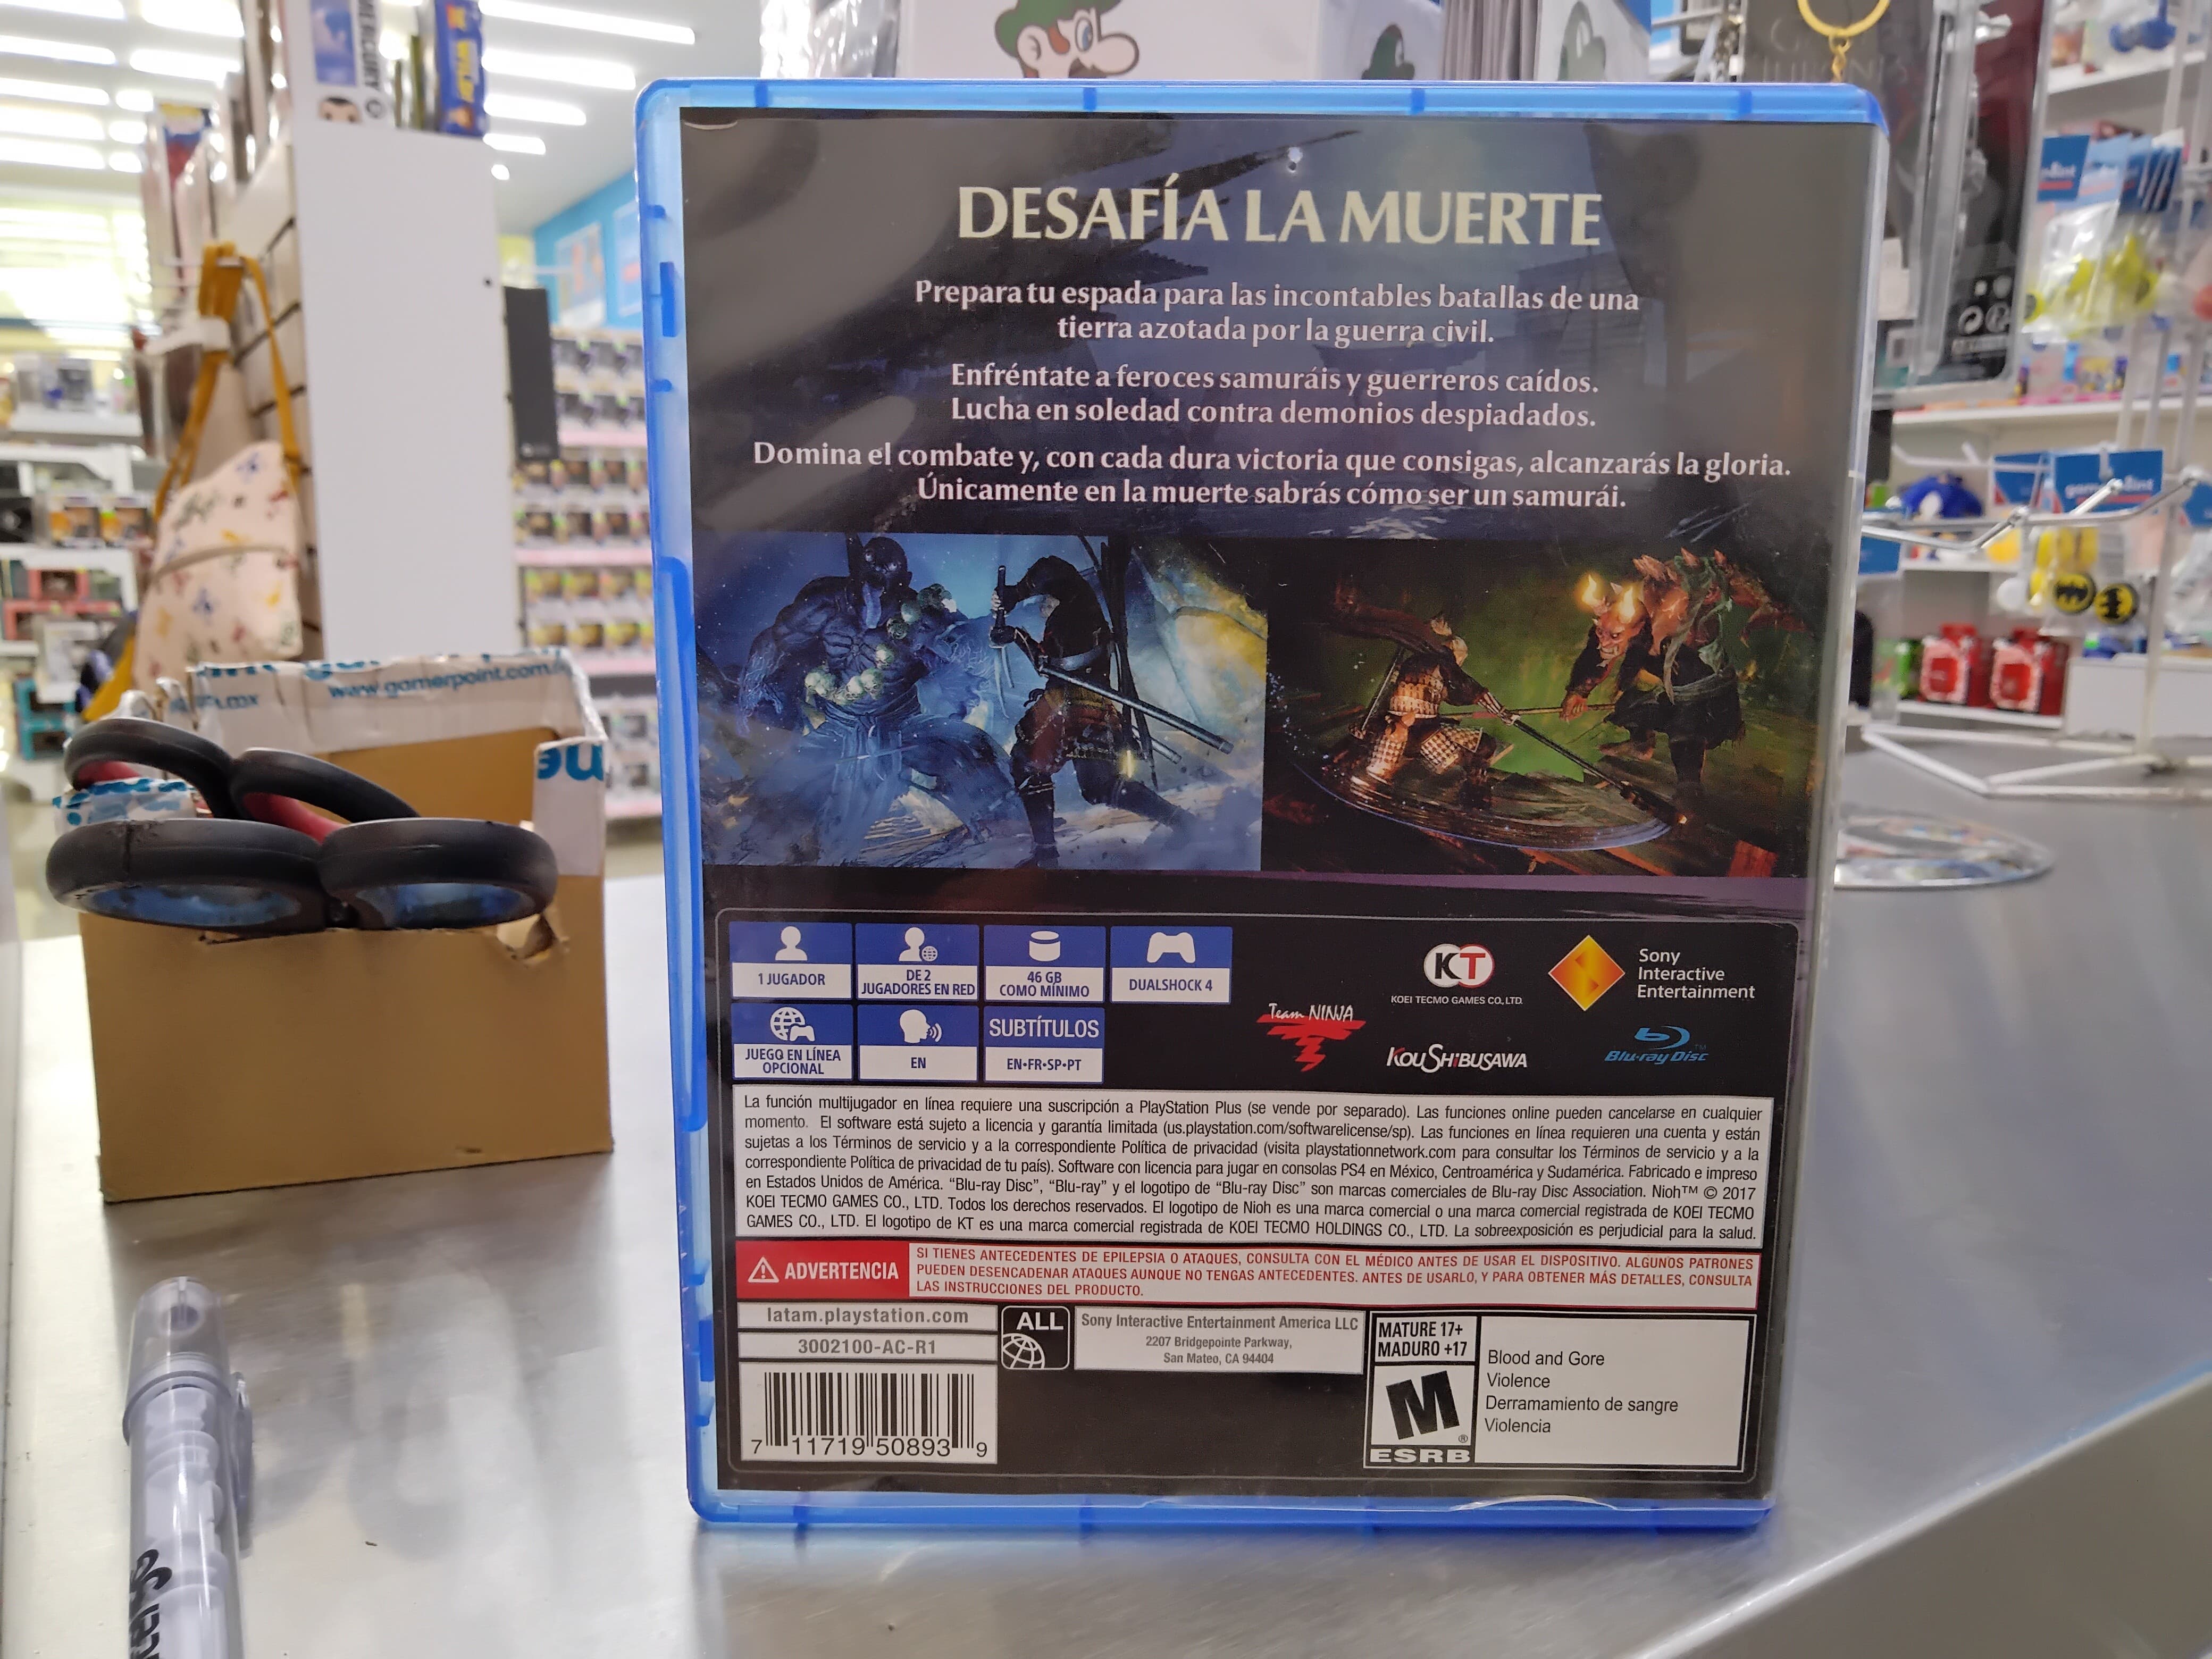 MERCURY
DESAFÍA LA MUERTE
Prepara tu espada para las incontables batallas de una
tierra azotada por la guerra civil.
Enfréntate a feroces samuráis y guerreros caídos.
Lucha en soledad contra demonios despiadados.
Domina el combate y, con cada dura victoria que consigas, alcanzarás la gloria.
Únicamente en la muerte sabrás cómo ser un samurái.
www.gamerpoint.com
1 JUGADOR
DE 2
JUGADORES EN RED
46 GB
COMO MÍNIMO
DUALSHOCK 4
JUEGO EN LÍNEA
OPCIONAL
EN
SUBTÍTULOS
EN•FR•SP•PT
Team NINJA
KT
KOEI TECMO GAMES CO., LTD.
KOU SHIBUSAWA
Sony
Interactive
Entertainment
Blu-ray Disc™
La función multijugador en línea requiere una suscripción a PlayStation Plus (se vende por separado). Las funciones online pueden cancelarse en cualquier
momento. El software está sujeto a licencia y garantía limitada (us.playstation.com/softwarelicense/sp). Las funciones en línea requieren una cuenta y están
sujetas a los Términos de servicio y a la correspondiente Política de privacidad (visita playstationnetwork.com para consultar los Términos de servicio y a la
correspondiente Política de privacidad de tu país). Software con licencia para jugar en consolas PS4 en México, Centroamérica y Sudamérica. Fabricado e impreso
en Estados Unidos de América. “Blu-ray Disc”, “Blu-ray” y el logotipo de “Blu-ray Disc” son marcas comerciales de Blu-ray Disc Association. Nioh™ © 2017
KOEI TECMO GAMES CO., LTD. Todos los derechos reservados. El logotipo de Nioh es una marca comercial o una marca comercial registrada de KOEI TECMO
GAMES CO., LTD. El logotipo de KT es una marca comercial registrada de KOEI TECMO HOLDINGS CO., LTD. La sobreexposición es perjudicial para la salud.
ADVERTENCIA
SI TIENES ANTECEDENTES DE EPILEPSIA O ATAQUES, CONSULTA CON EL MÉDICO ANTES DE USAR EL DISPOSITIVO. ALGUNOS PATRONES
PUEDEN DESENCADENAR ATAQUES AUNQUE NO TENGAS ANTECEDENTES. ANTES DE USARLO, Y PARA OBTENER MÁS DETALLES, CONSULTA
LAS INSTRUCCIONES DEL PRODUCTO.
latam.playstation.com
3002100-AC-R1
7 11719 50893 9
ALL
Sony Interactive Entertainment America LLC
2207 Bridgepointe Parkway,
San Mateo, CA 94404
MATURE 17+
MADURO +17
M
®
ESRB
Blood and Gore
Violence
Derramamiento de sangre
Violencia